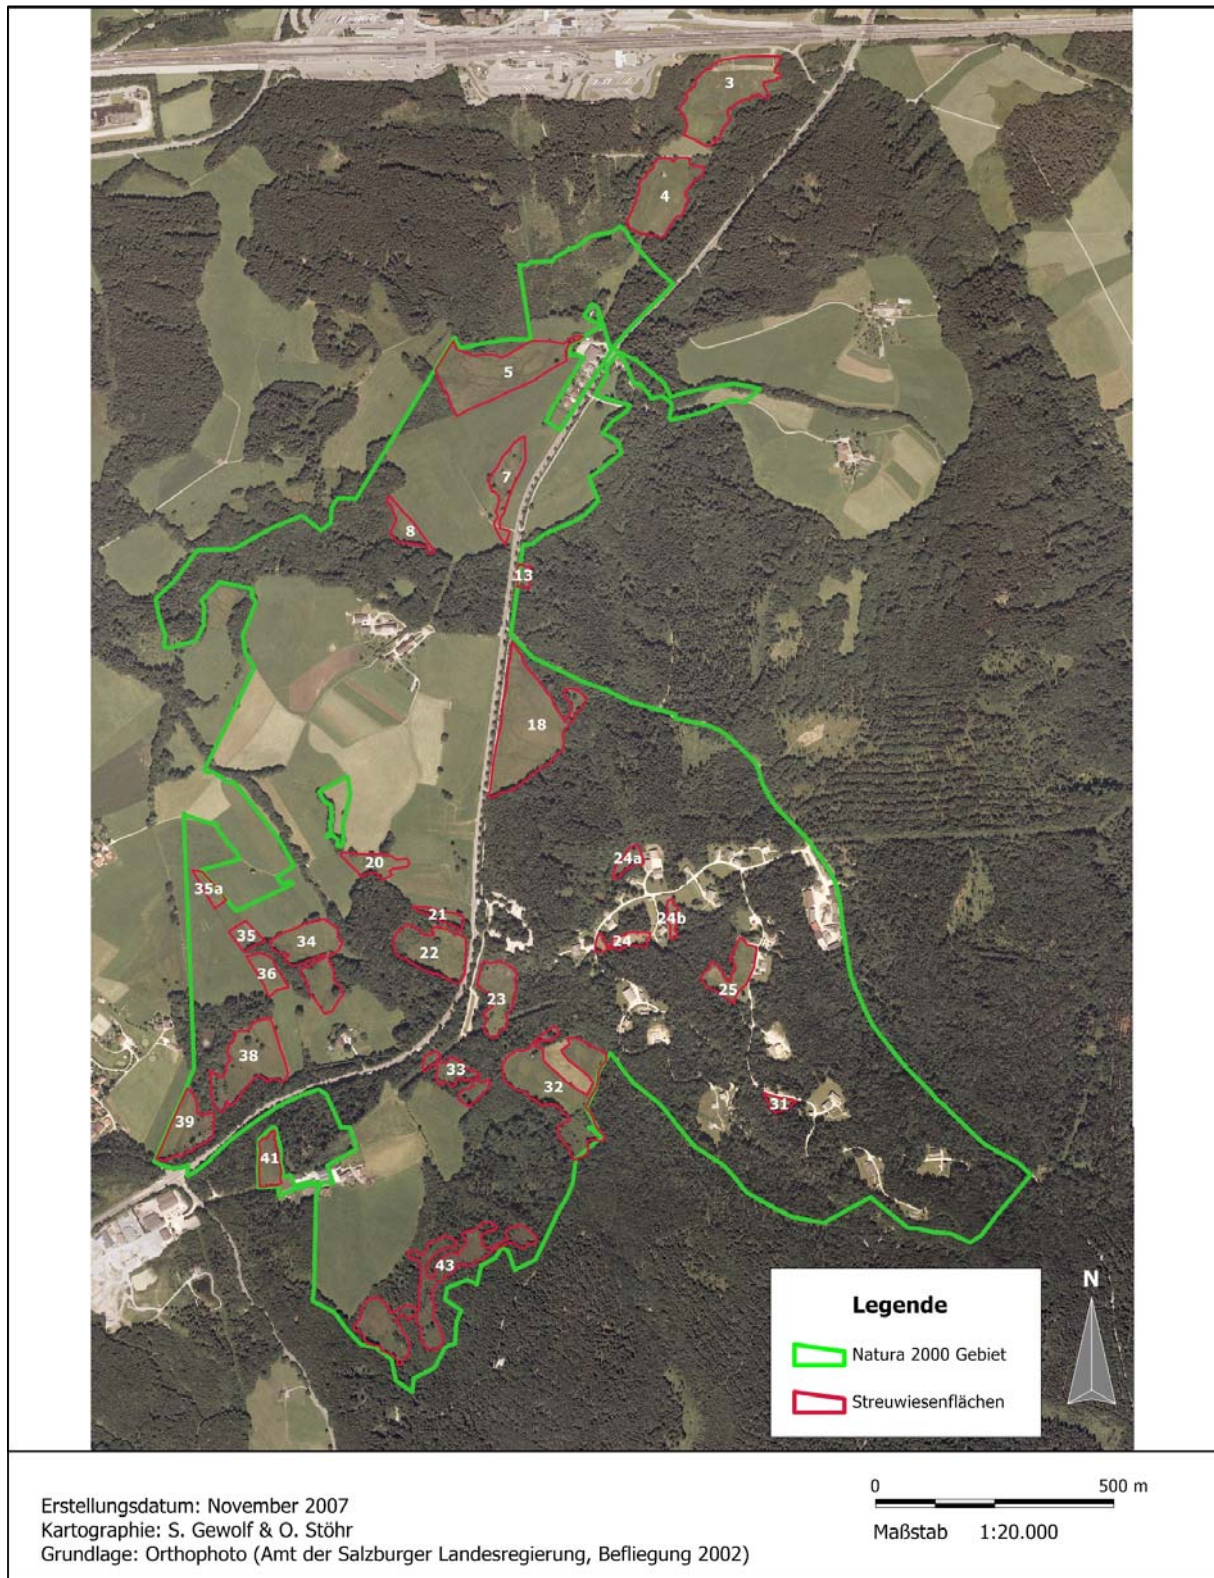 3
4
5
7
8
13
18
20
24a
35a
24b
21
35
34
24
22
36
25
23
38
33
32
31
39
41
43
N
Legende
Natura 2000 Gebiet
Streuwiesenflächen
0 500 m
Maßstab 1:20.000
Erstellungsdatum: November 2007
Kartographie: S. Gewolf & O. Stöhr
Grundlage: Orthophoto (Amt der Salzburger Landesregierung, Befliegung 2002)